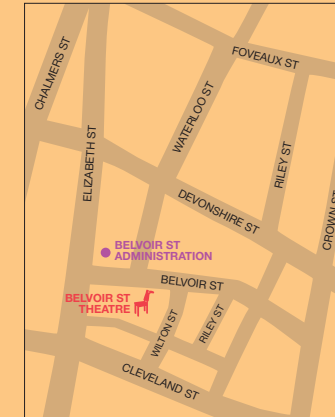 FOVEAUX ST
CHALMERS ST
WATERLOO ST
ELIZABETH ST
RILEY ST
DEVONSHIRE ST
CROWN ST
BELVOIR ST
ADMINISTRATION
BELVOIR ST
BELVOIR ST
THEATRE
WILTON ST
RILEY ST
CLEVELAND ST